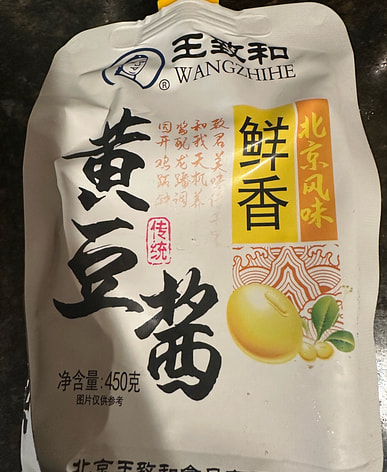 王致和
®WANGZHIHE
北京风味
鲜香
黄豆酱
传统
净含量:450克
图片仅供参考
北京王致和食品